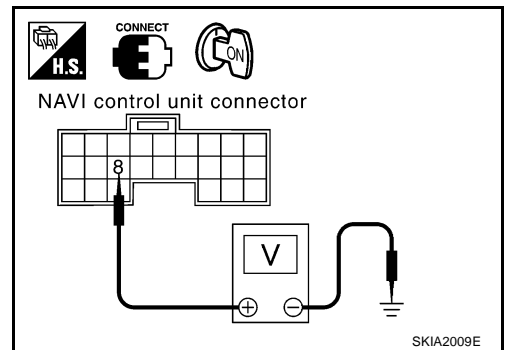 CONNECT
H.S.
ON
NAVI control unit connector
8
V
+ −
SKIA2009E